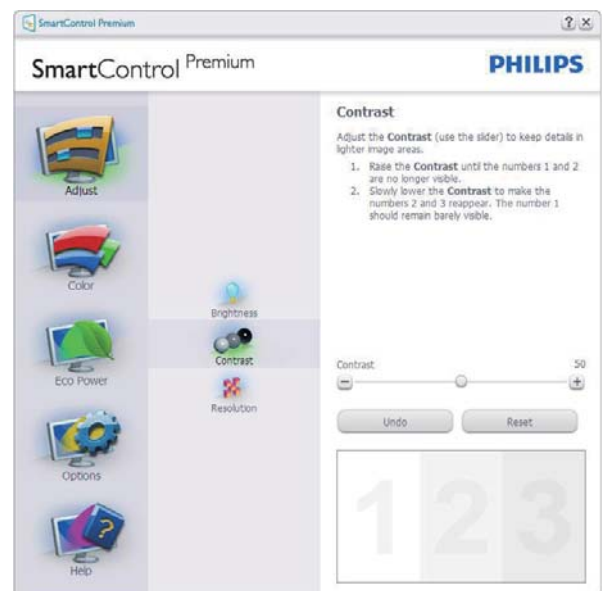 SmartControl Premium
SmartControl Premium
PHILIPS
Adjust
Color
Eco Power
Options
Help
Brightness
Contrast
Resolution
Contrast
Adjust the Contrast (use the slider) to keep details in
lighter image areas.
1. Raise the Contrast until the numbers 1 and 2
are no longer visible.
2. Slowly lower the Contrast to make the
numbers 2 and 3 reappear. The number 1
should remain barely visible.
Contrast 50
Undo Reset
1 2 3